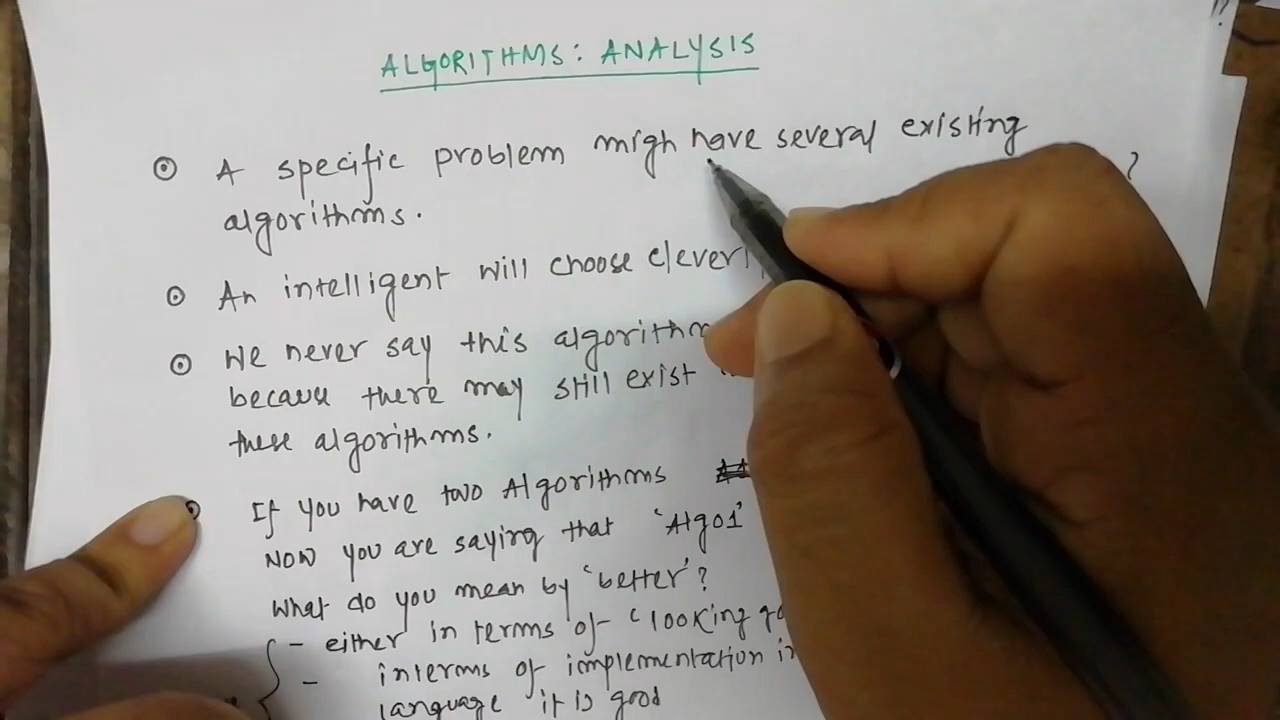 ALGORITHMS: ANALYSIS
A specific problem migh have several existing
algorithms.
An intelligent will choose cleverl
We never say this algorithm
because there may still exist
these algorithms.
If you have two Algorithms
Now you are saying that 'Algo1'
What do you mean by 'better'?
- either in terms of 'looking
- interms of implementation in
language it is good